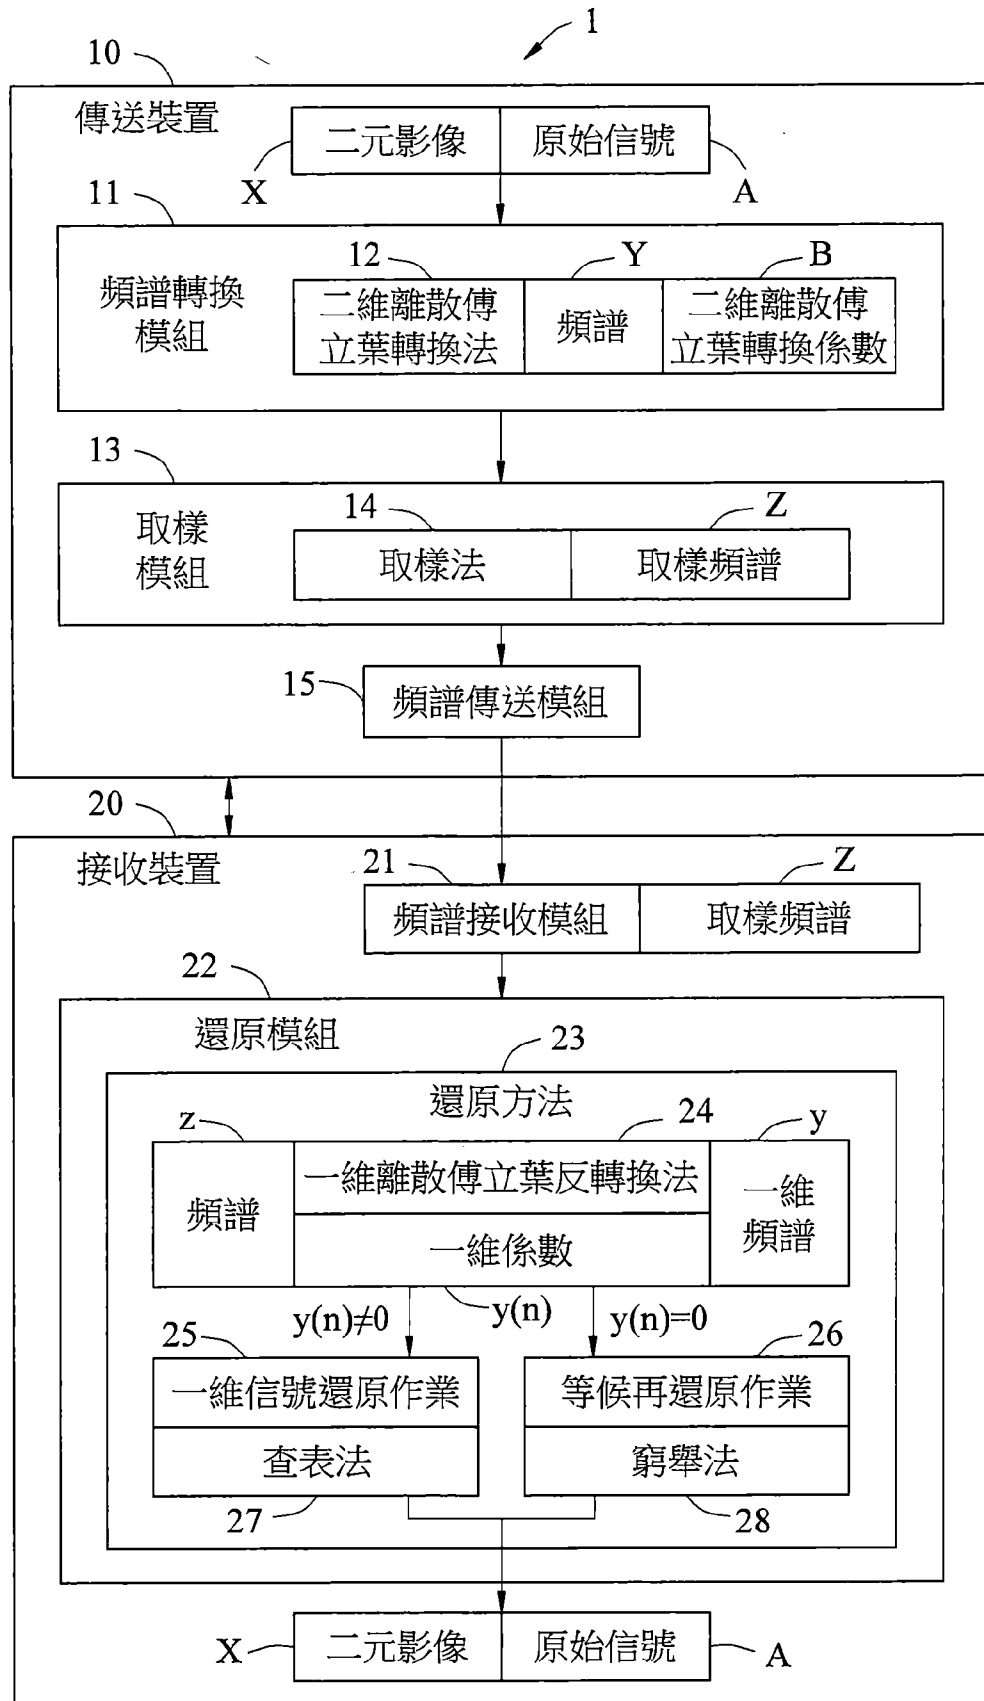 1
10
傳送裝置
二元影像
原始信號
X
A
11
頻譜轉換
模組
12
Y
B
二維離散傅
立葉轉換法
頻譜
二維離散傅
立葉轉換係數
13
取樣
模組
14
Z
取樣法
取樣頻譜
15
頻譜傳送模組
20
接收裝置
21
Z
頻譜接收模組
取樣頻譜
22
還原模組
23
還原方法
z
24
y
頻譜
一維離散傅立葉反轉換法
一維係數
一維
頻譜
y(n)≠0
y(n)
y(n)=0
25
26
一維信號還原作業
等候再還原作業
查表法
窮舉法
27
28
X
二元影像
原始信號
A